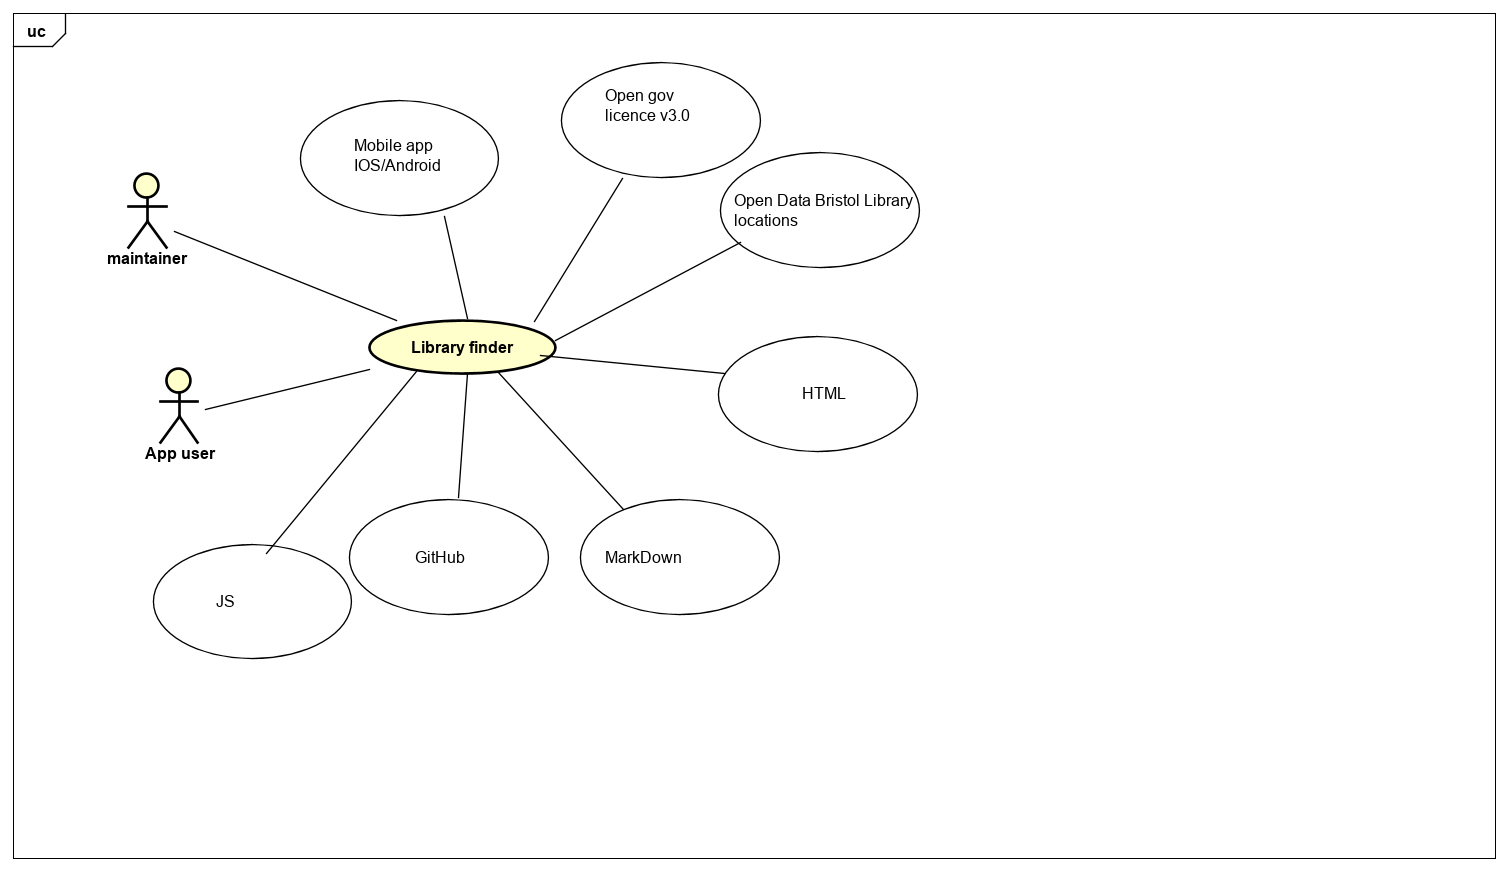 uc
Open gov
licence v3.0
Mobile app
IOS/Android
Open Data Bristol Library
locations
maintainer
Library finder
HTML
App user
GitHub
MarkDown
JS